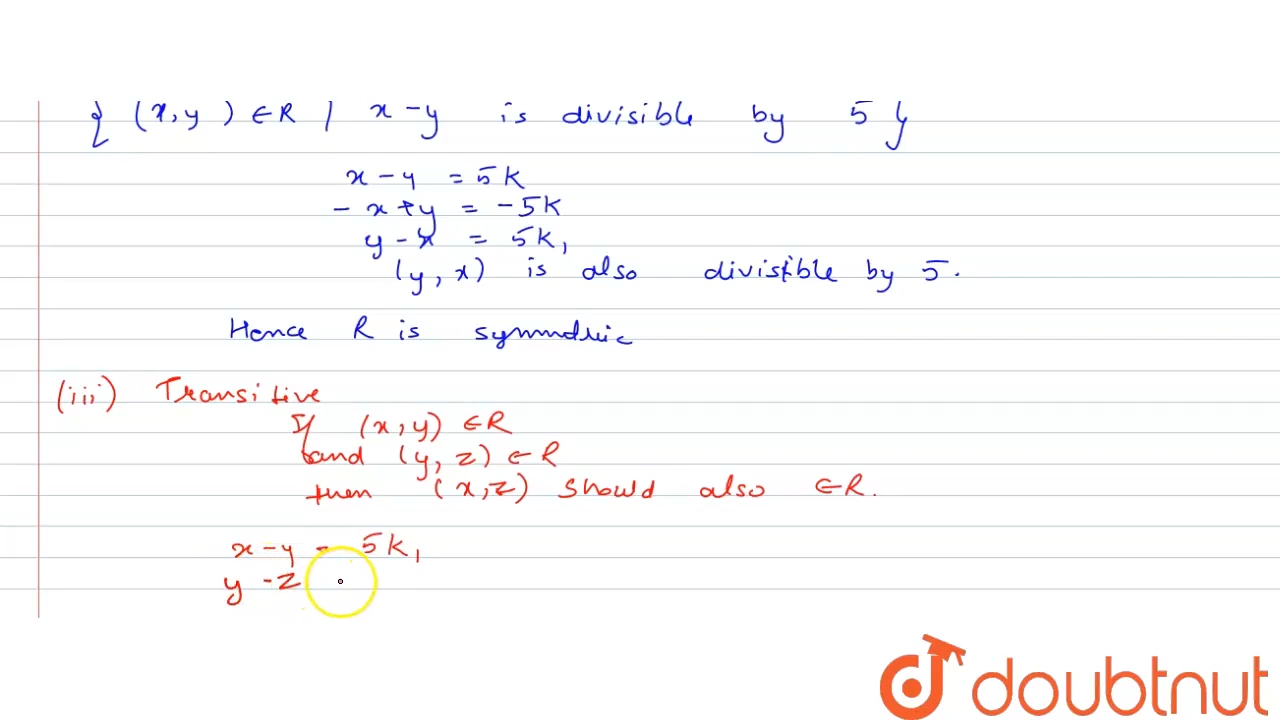 { (x, y) ∈ R | x - y is divisible by 5 }
x - y = 5K
- x + y = - 5K
y - x = 5K,
(y, x) is also divisible by 5.
Hence R is symmetric
(iii) Transitive
If (x, y) ∈ R
and (y, z) ∈ R
then (x, z) should also ∈ R.
x - y = 5K₁
y - z
doubtnut